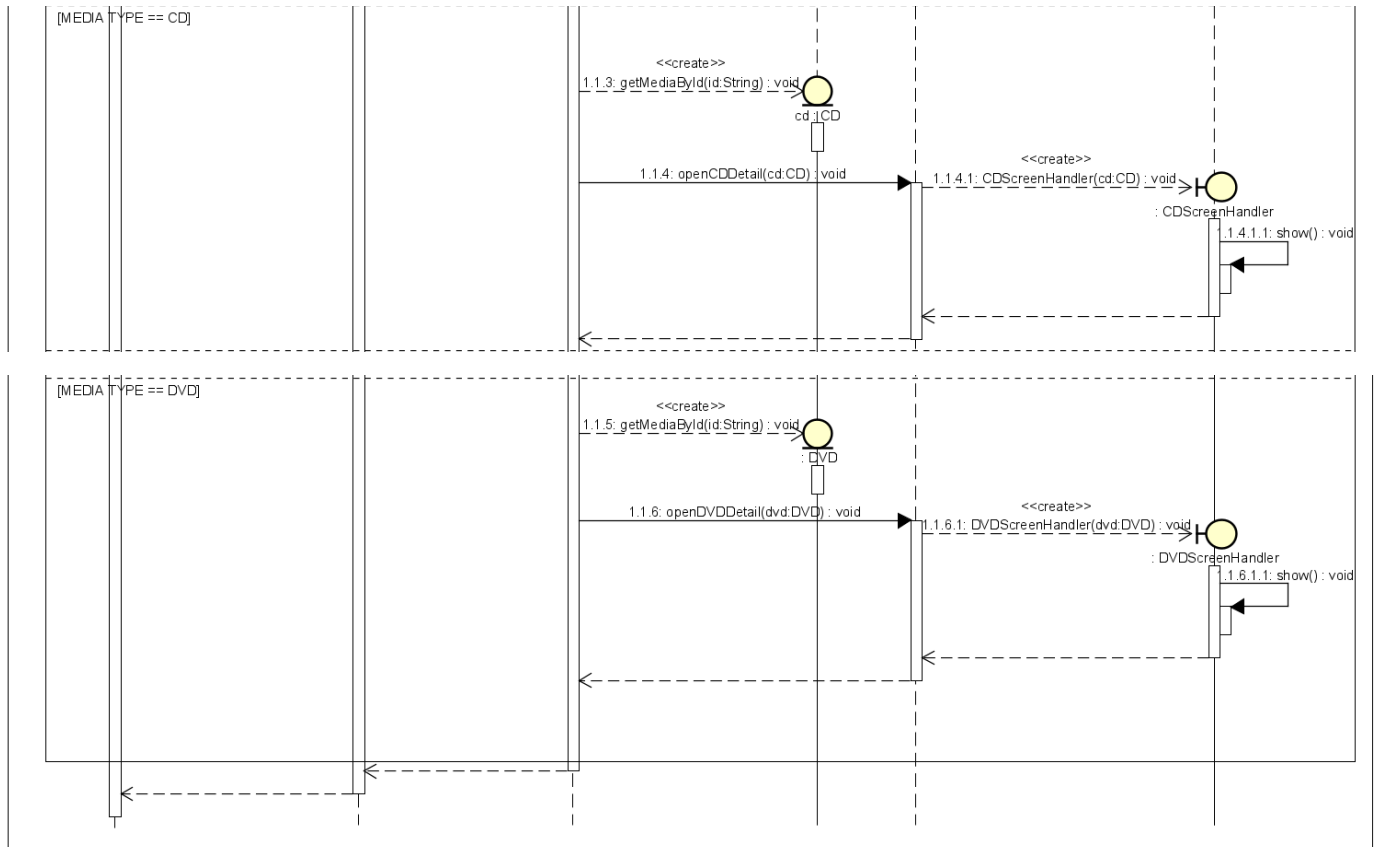 [MEDIA TYPE == CD]
<<create>>
1.1.3: getMediaById(id:String) : void
cd : CD
<<create>>
1.1.4: openCDDetail(cd:CD) : void
1.1.4.1: CDScreenHandler(cd:CD) : void
: CDScreenHandler
1.1.4.1.1: show() : void
[MEDIA TYPE == DVD]
<<create>>
1.1.5: getMediaById(id:String) : void
: DVD
<<create>>
1.1.6: openDVDDetail(dvd:DVD) : void
1.1.6.1: DVDScreenHandler(dvd:DVD) : void
: DVDScreenHandler
1.1.6.1.1: show() : void